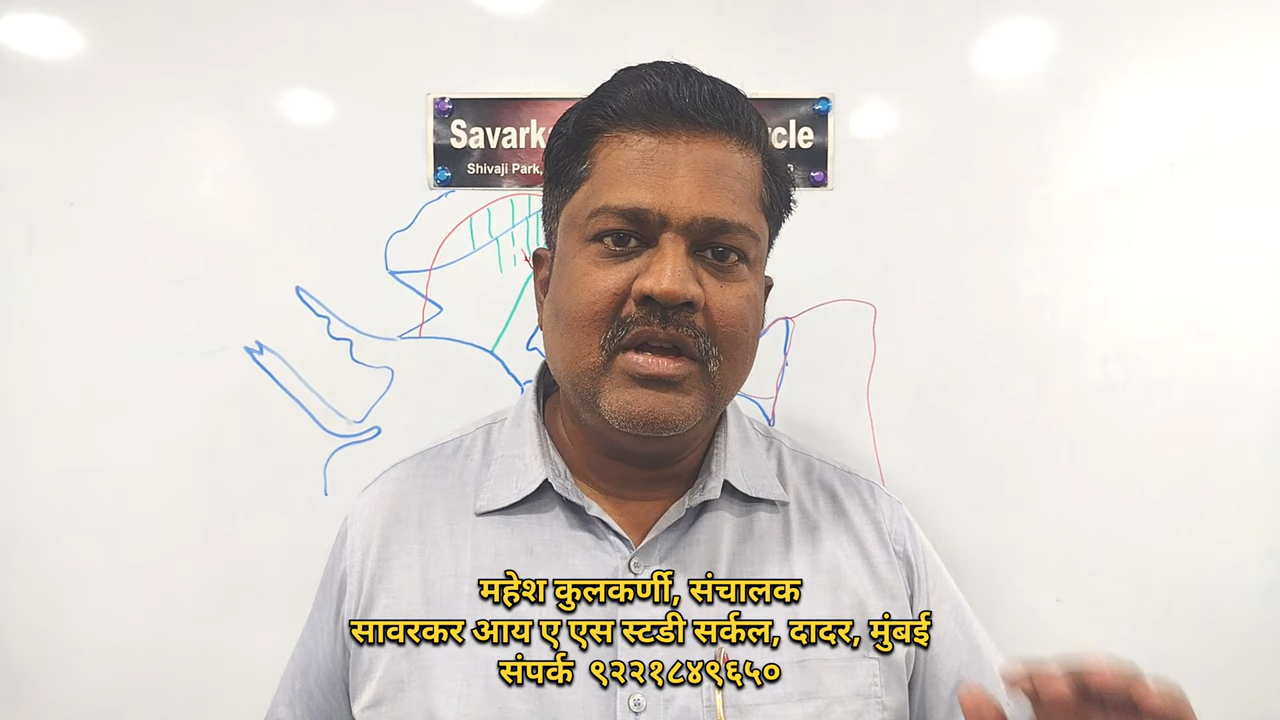 Savark rcle
Shivaji Park,
महेश कुलकर्णी, संचालक
सावरकर आय ए एस स्टडी सर्कल, दादर, मुंबई
संपर्क ९२२१८४९६५०